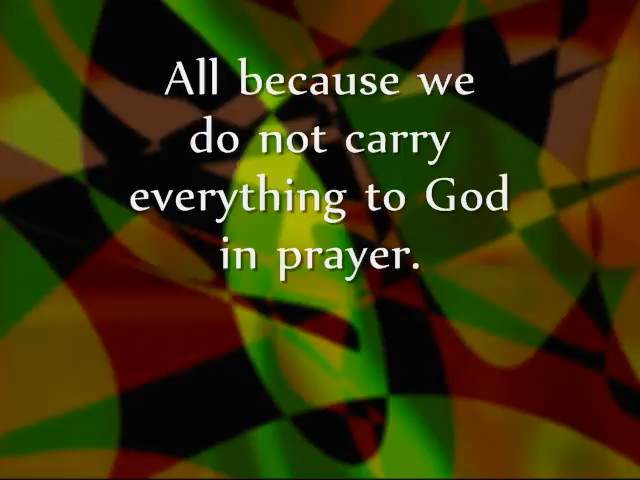 All because we
do not carry
everything to God
in prayer.